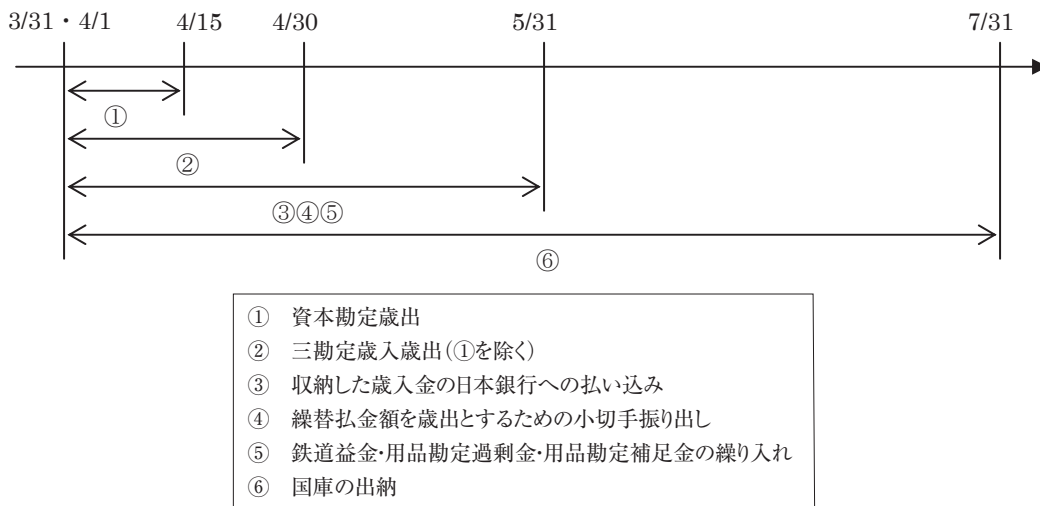 3/31・4/1 4/15 4/30 5/31 7/31
①
②
③④⑤
⑥
① 資本勘定歳出
② 三勘定歳入歳出(①を除く)
③ 収納した歳入金の日本銀行への払い込み
④ 繰替払金額を歳出とするための小切手振り出し
⑤ 鉄道益金・用品勘定過剰金・用品勘定補足金の繰り入れ
⑥ 国庫の出納